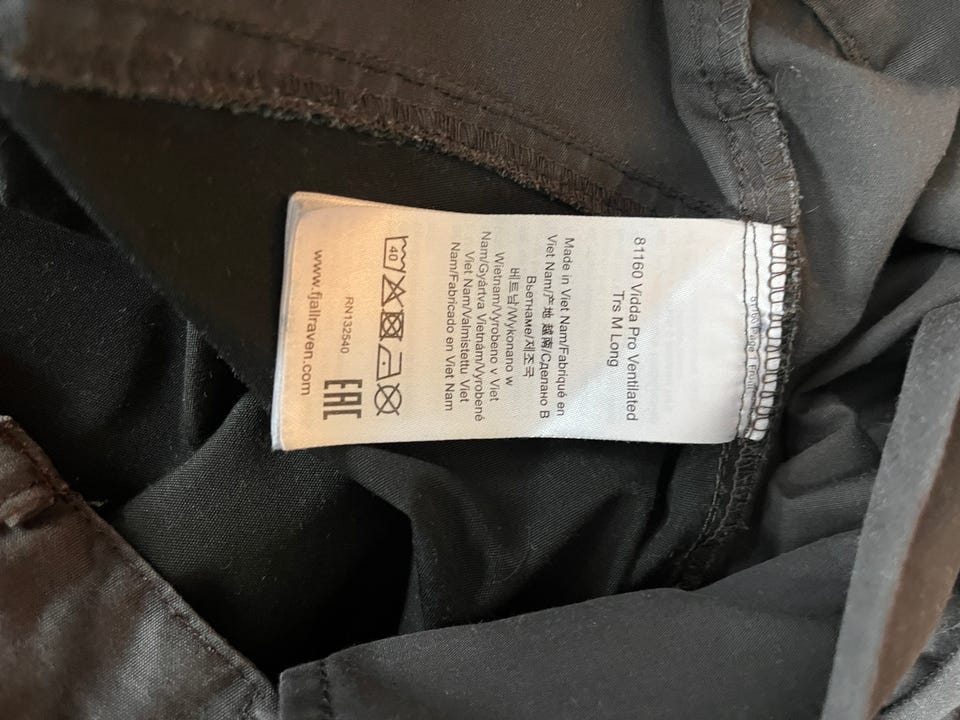 81160 Vidda Pro Ventilated
Trs M Long
Made in Viet Nam/Fabriqué en
Viet Nam/产地 越南/Сделано В
Вьетнаме/제조국
베트남/Wykonano w
Wietnam/Vyrobeno v Viet
Nam/Gyártva Vietnám/Vyrobené
Viet Nam/Valmistettu Viet
Nam/Fabricado en Viet Nam
40
RN132540
EAC
www.fjallraven.com